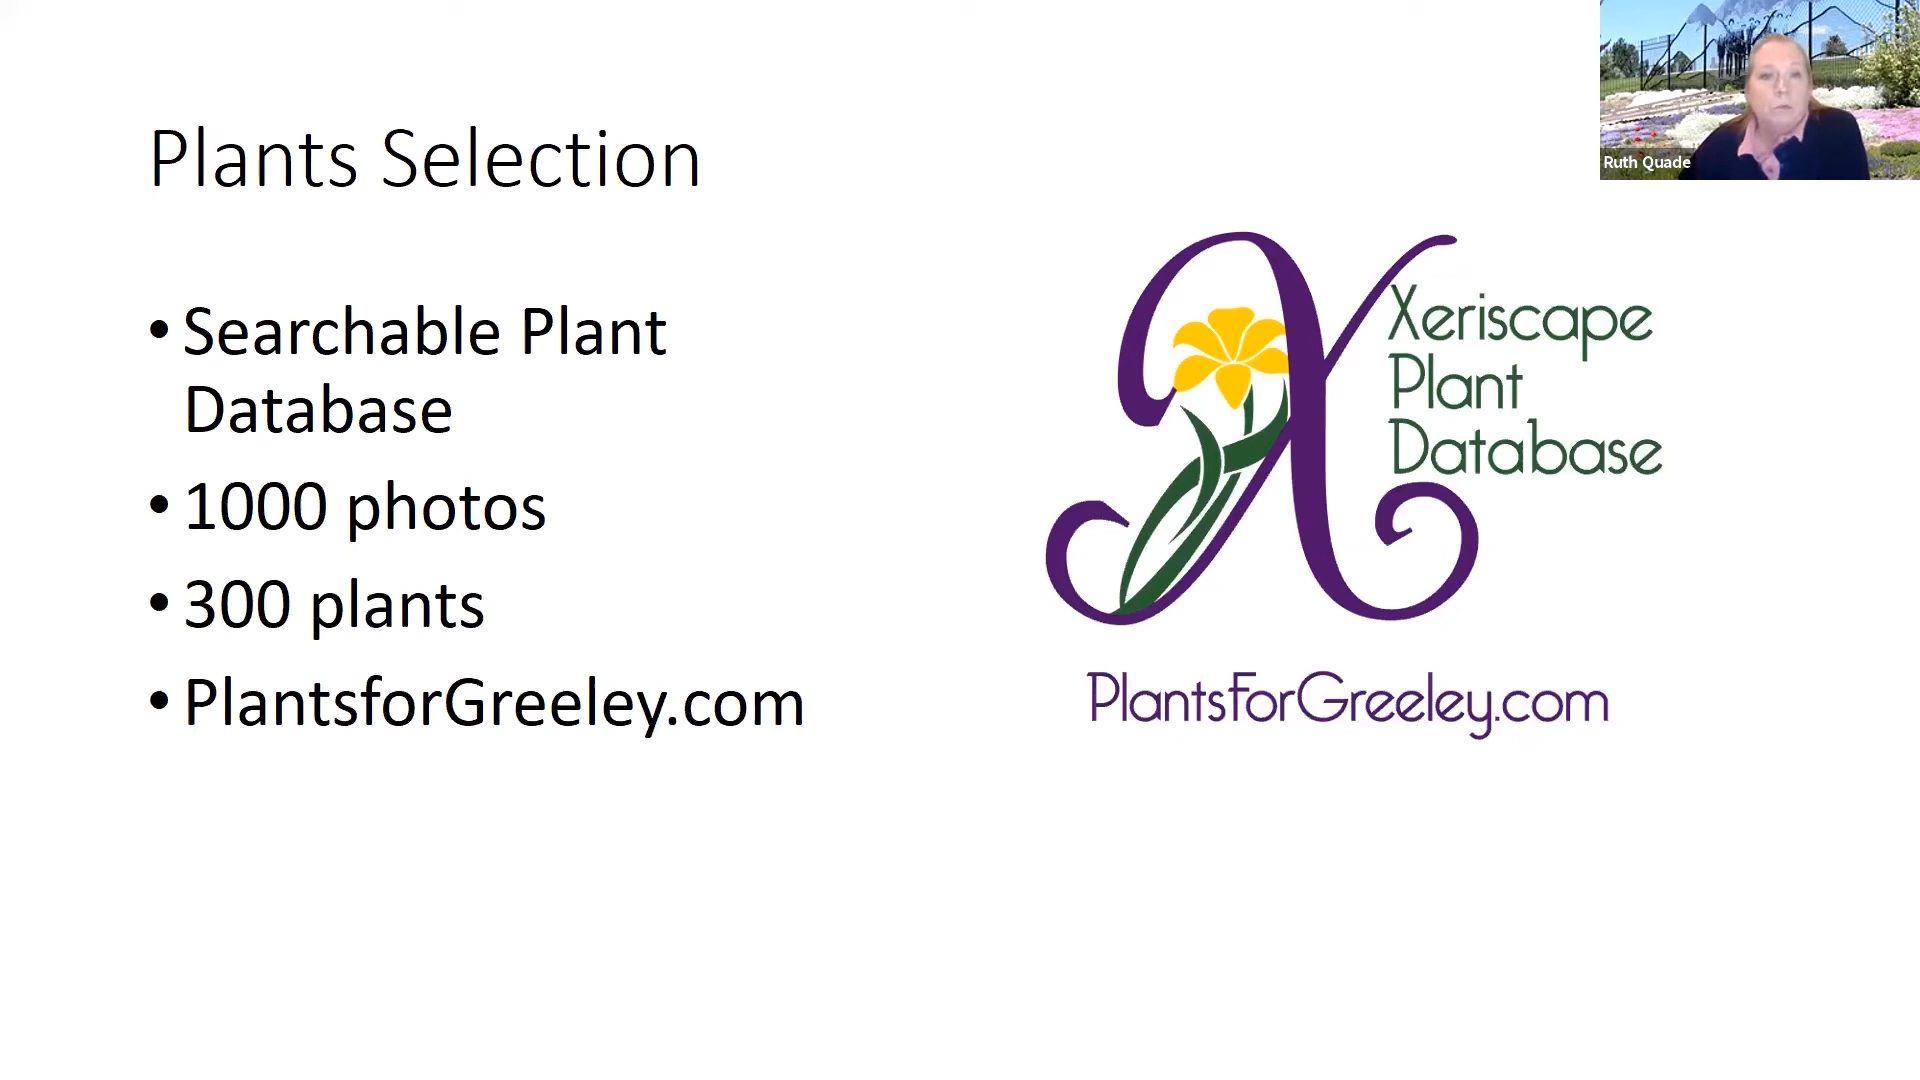 Plants Selection
• Searchable Plant
Database
• 1000 photos
• 300 plants
• PlantsforGreeley.com
Xeriscape
Plant
Database
PlantsForGreeley.com
Ruth Quade